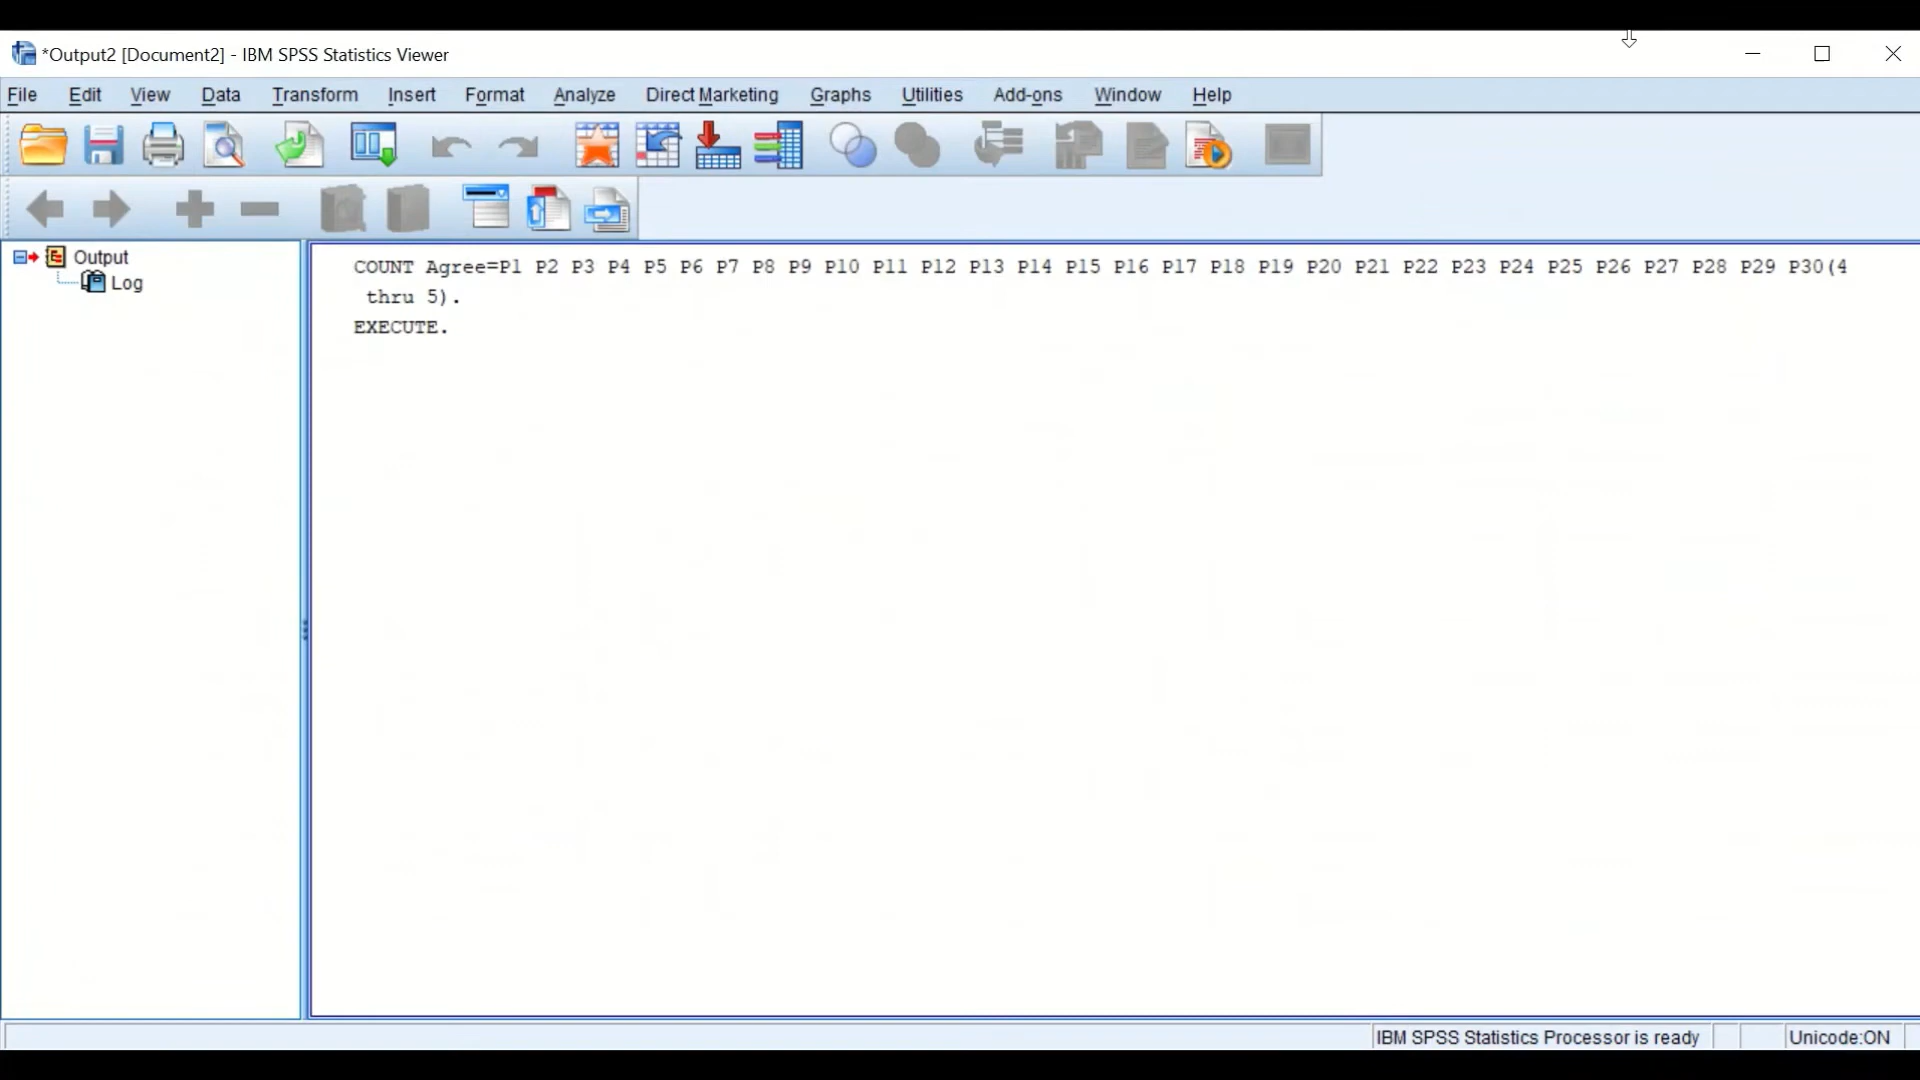 *Output2 [Document2] - IBM SPSS Statistics Viewer
File Edit View Data Transform Insert Format Analyze Direct Marketing Graphs Utilities Add-ons Window Help
Output
Log
COUNT Agree=P1 P2 P3 P4 P5 P6 P7 P8 P9 P10 P11 P12 P13 P14 P15 P16 P17 P18 P19 P20 P21 P22 P23 P24 P25 P26 P27 P28 P29 P30(4
thru 5).
EXECUTE.
IBM SPSS Statistics Processor is ready Unicode:ON